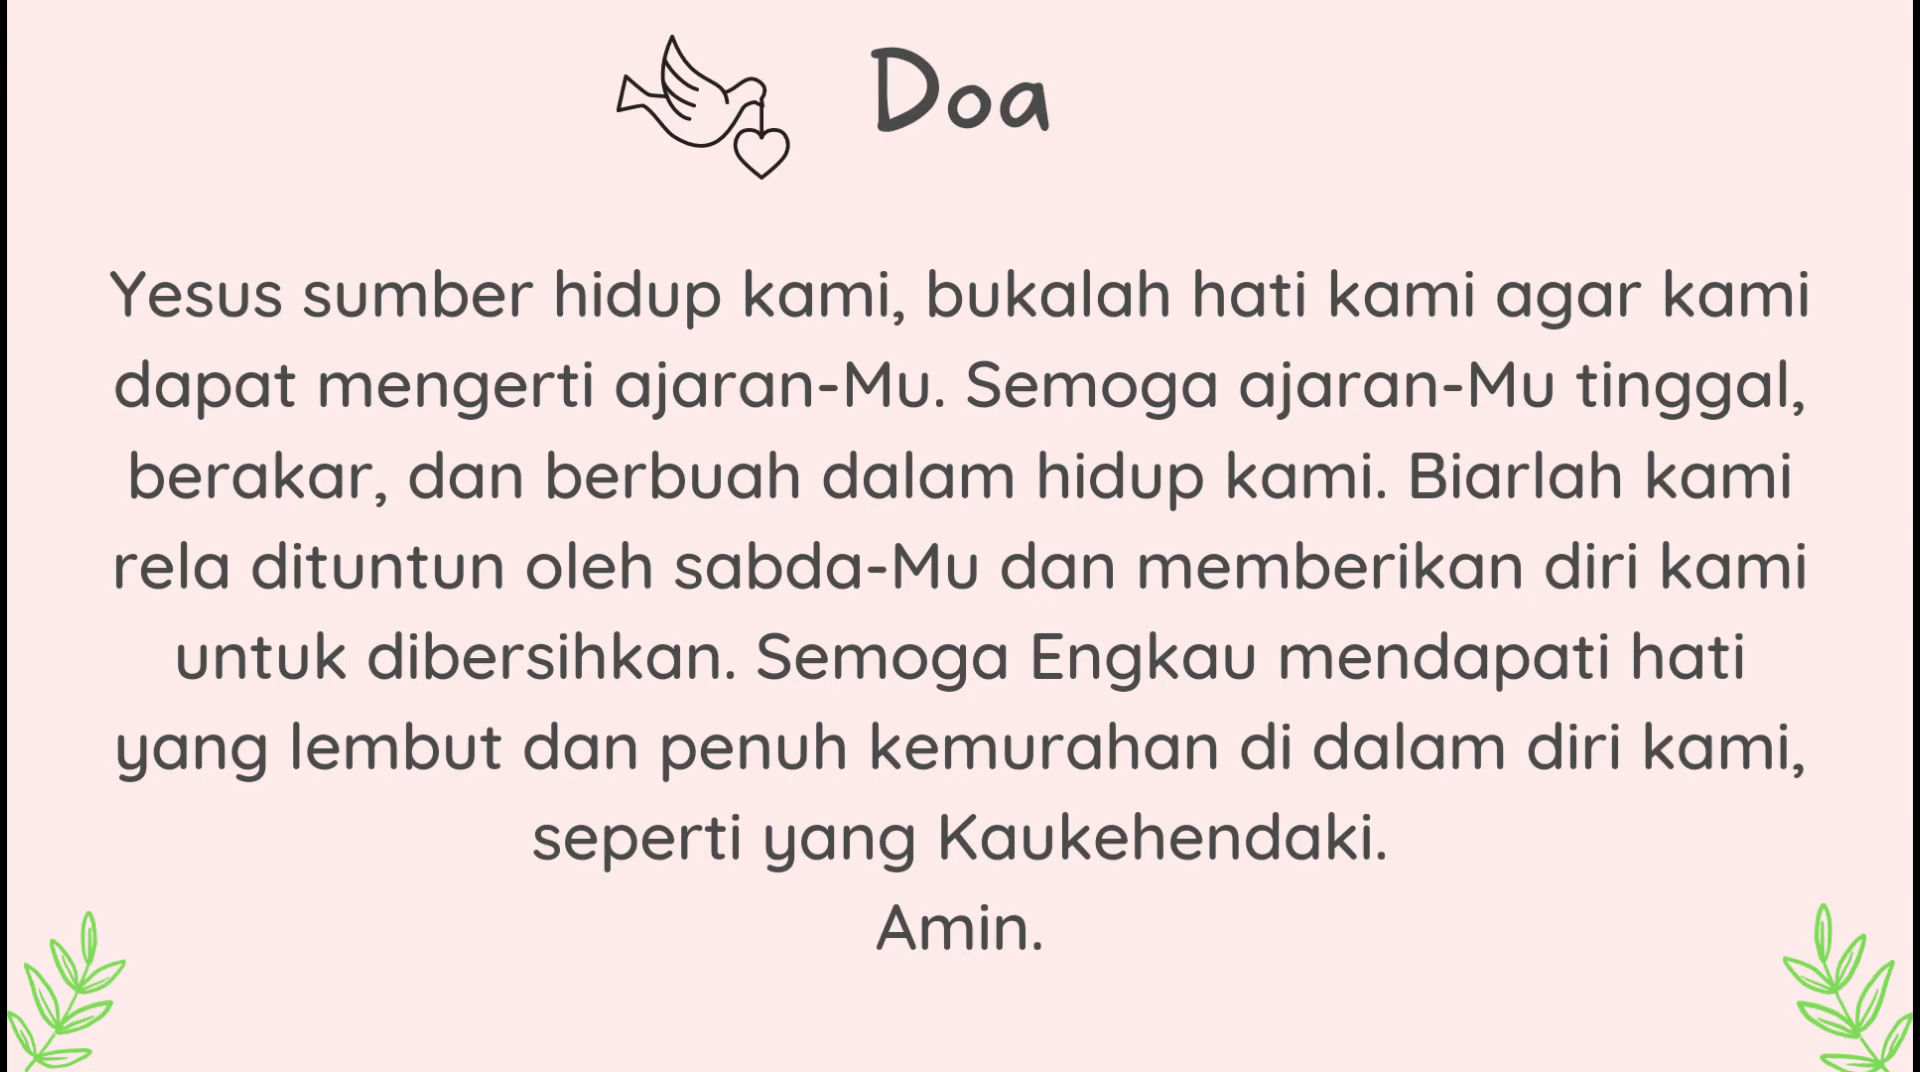 Doa
Yesus sumber hidup kami, bukalah hati kami agar kami
dapat mengerti ajaran-Mu. Semoga ajaran-Mu tinggal,
berakar, dan berbuah dalam hidup kami. Biarlah kami
rela dituntun oleh sabda-Mu dan memberikan diri kami
untuk dibersihkan. Semoga Engkau mendapati hati
yang lembut dan penuh kemurahan di dalam diri kami,
seperti yang Kaukehendaki.
Amin.